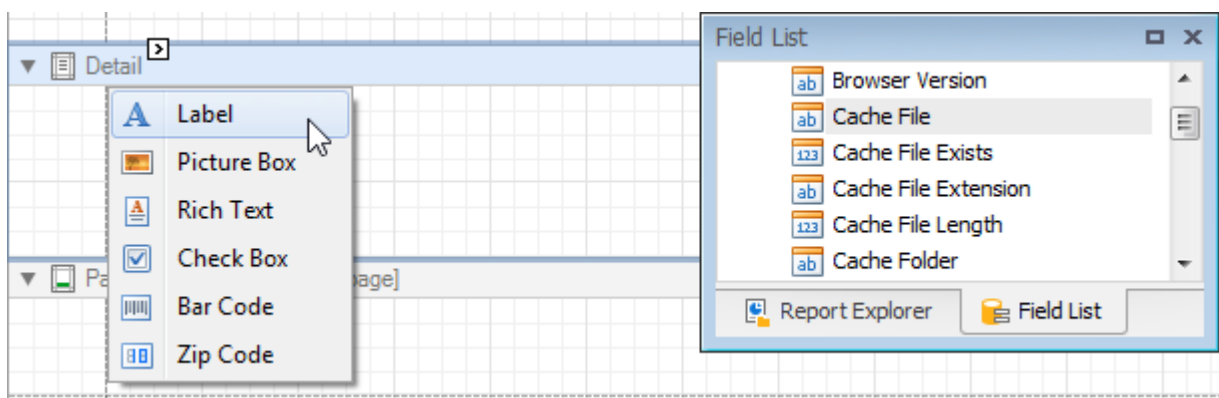 Detail
Label
Picture Box
Rich Text
Check Box
Bar Code
Zip Code
Pa
page]
Field List
Browser Version
Cache File
Cache File Exists
Cache File Extension
Cache File Length
Cache Folder
Report Explorer
Field List